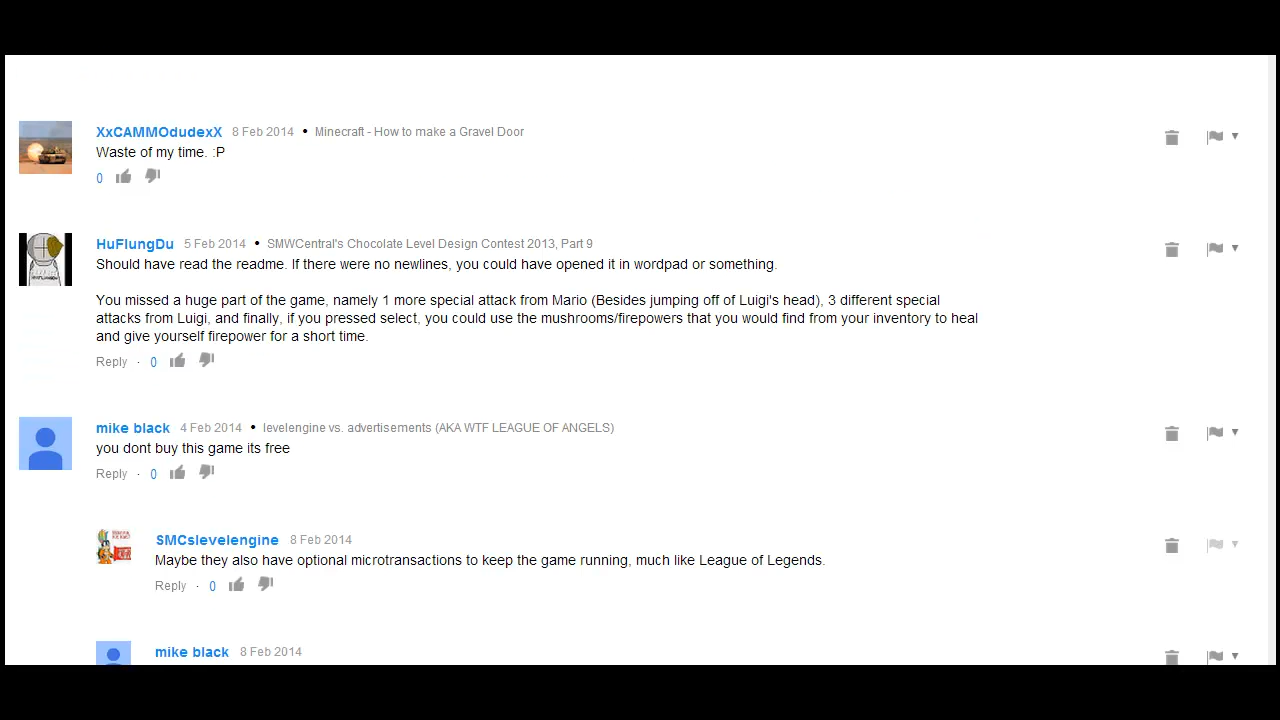 XxCAMMOdudexX 8 Feb 2014 • Minecraft - How to make a Gravel Door
Waste of my time. :P
0
HuFlungDu 5 Feb 2014 • SMWCentral's Chocolate Level Design Contest 2013, Part 9
Should have read the readme. If there were no newlines, you could have opened it in wordpad or something.
You missed a huge part of the game, namely 1 more special attack from Mario (Besides jumping off of Luigi's head), 3 different special
attacks from Luigi, and finally, if you pressed select, you could use the mushrooms/firepowers that you would find from your inventory to heal
and give yourself firepower for a short time.
Reply · 0
mike black 4 Feb 2014 • levelengine vs. advertisements (AKA WTF LEAGUE OF ANGELS)
you dont buy this game its free
Reply · 0
SMCslevelengine 8 Feb 2014
Maybe they also have optional microtransactions to keep the game running, much like League of Legends.
Reply · 0
mike black 8 Feb 2014